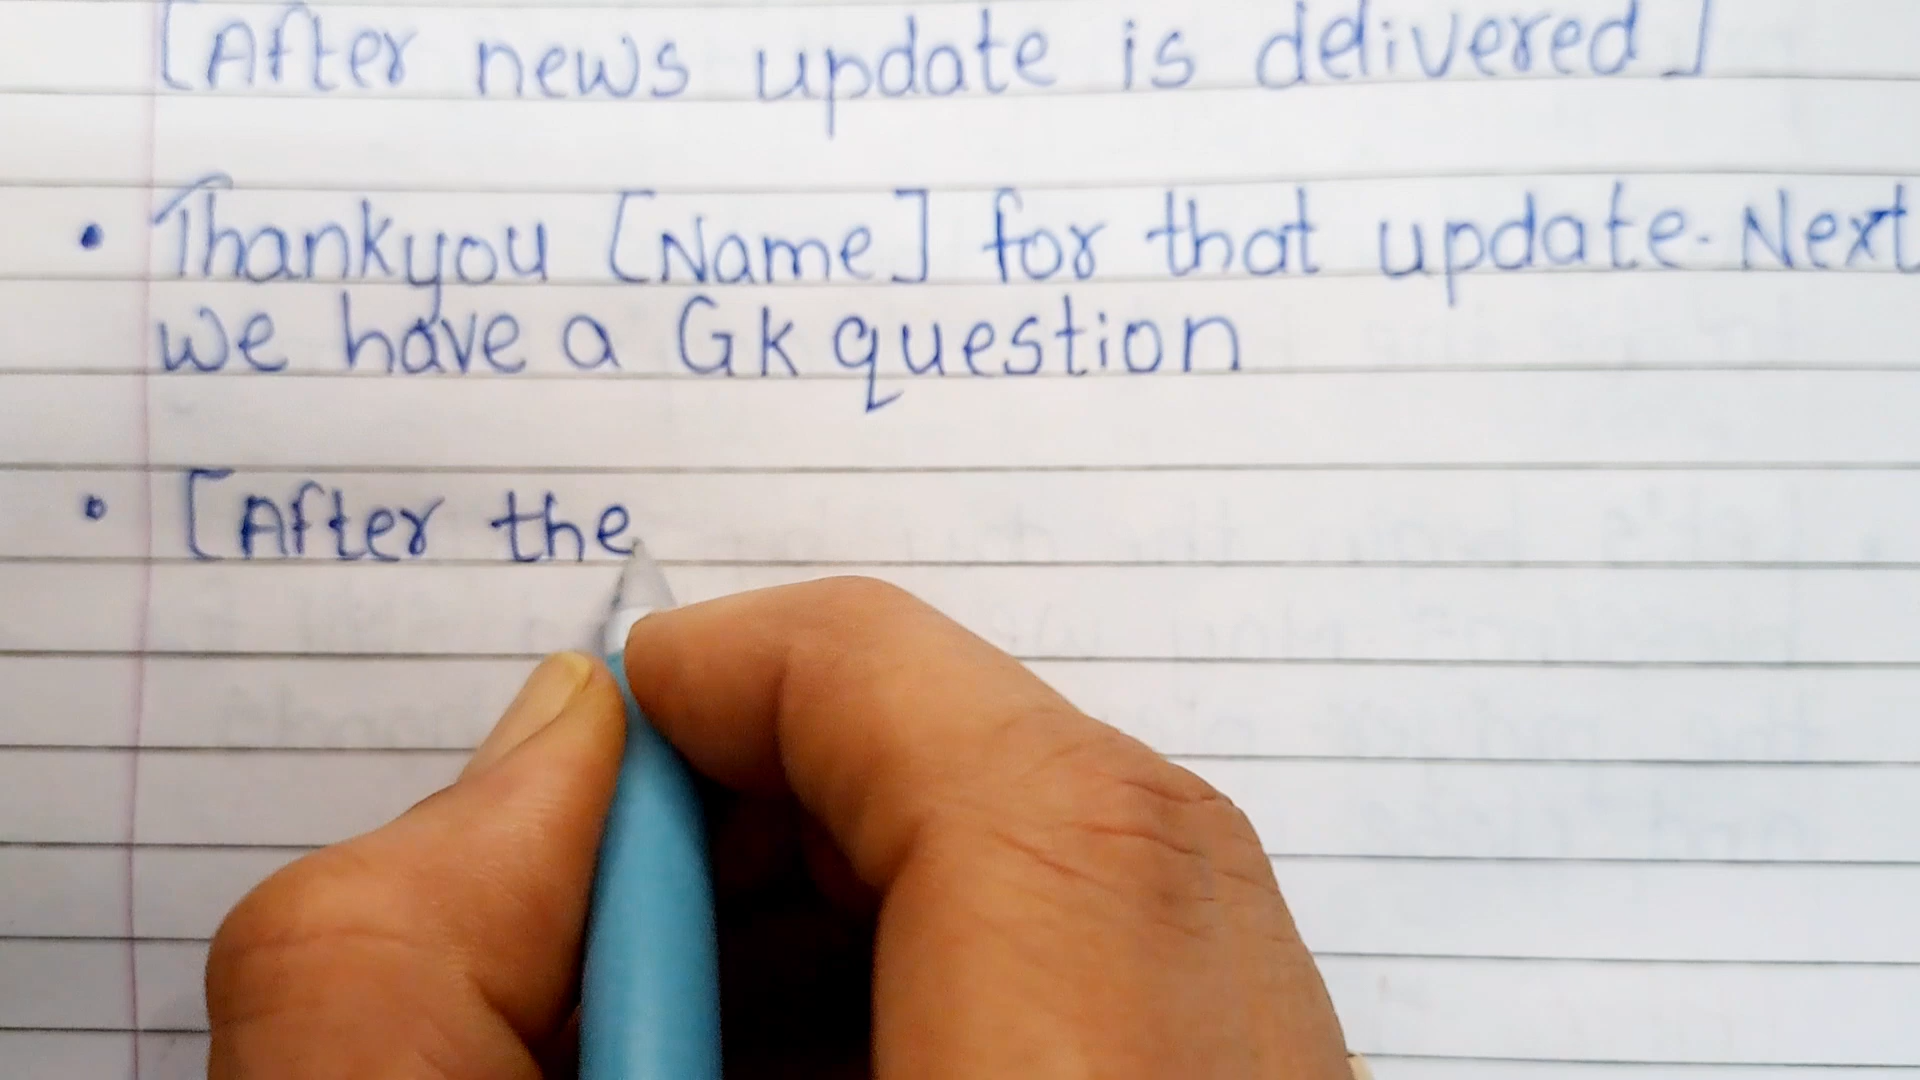 [After news update is delivered]
• Thankyou [Name] for that update. Next
we have a Gk question
• [After the